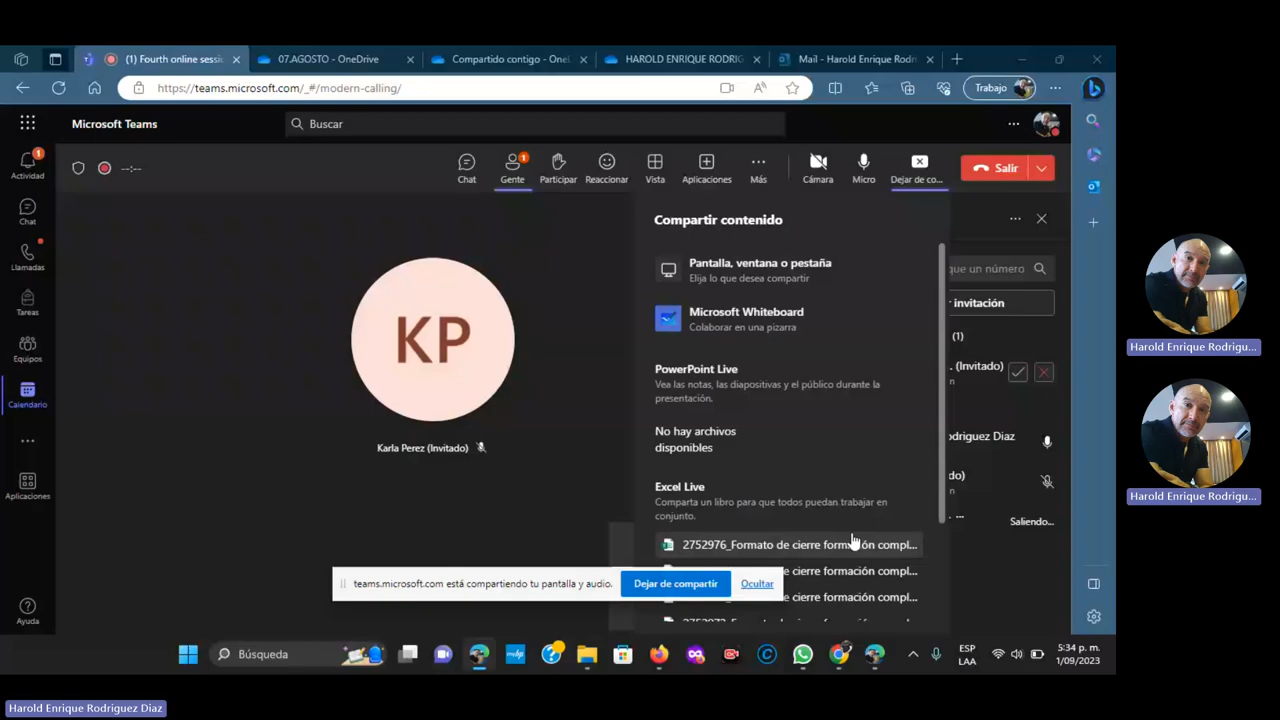 (1) Fourth online sessi
07.AGOSTO - OneDrive
Compartido contigo - One
HAROLD ENRIQUE RODRIG
Mail - Harold Enrique Rodri
https://teams.microsoft.com/_#/modern-calling/
Trabajo
Microsoft Teams
Buscar
1
Actividad
--:--
Chat
1
Gente
Participar
Reaccionar
Vista
Aplicaciones
Más
Cámara
Micro
Dejar de co...
Salir
Chat
Llamadas
Tareas
Equipos
Calendario
Aplicaciones
Ayuda
KP
Karla Perez (Invitado)
Compartir contenido
Pantalla, ventana o pestaña
Elija lo que desea compartir
Microsoft Whiteboard
Colaborar en una pizarra
PowerPoint Live
Vea las notas, las diapositivas y el público durante la
presentación.
No hay archivos
disponibles
Excel Live
Comparta un libro para que todos puedan trabajar en
conjunto.
2752976_Formato de cierre formación compl...
de cierre formación compl...
de cierre formación compl...
que un número
invitación
(1)
. (Invitado)
odriguez Diaz
do)
...
Saliendo...
teams.microsoft.com está compartiendo tu pantalla y audio.
Dejar de compartir
Ocultar
Búsqueda
ESP
LAA
5:34 p. m.
1/09/2023
Harold Enrique Rodrigu...
Harold Enrique Rodrigu...
Harold Enrique Rodriguez Diaz